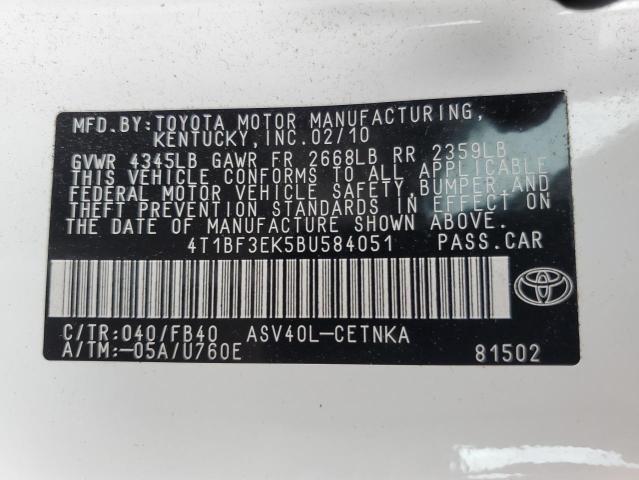 MFD.BY:TOYOTA MOTOR MANUFACTURING,
KENTUCKY,INC.02/10
GVWR 4345LB GAWR FR 2668LB RR 2359LB
THIS VEHICLE CONFORMS TO ALL APPLICABLE
FEDERAL MOTOR VEHICLE SAFETY,BUMPER,AND
THEFT PREVENTION STANDARDS IN EFFECT ON
THE DATE OF MANUFACTURE SHOWN ABOVE.
4T1BF3EK5BU584051 PASS.CAR
C/TR:040/FB40 ASV40L-CETNKA
A/TM:-05A/U760E 81502